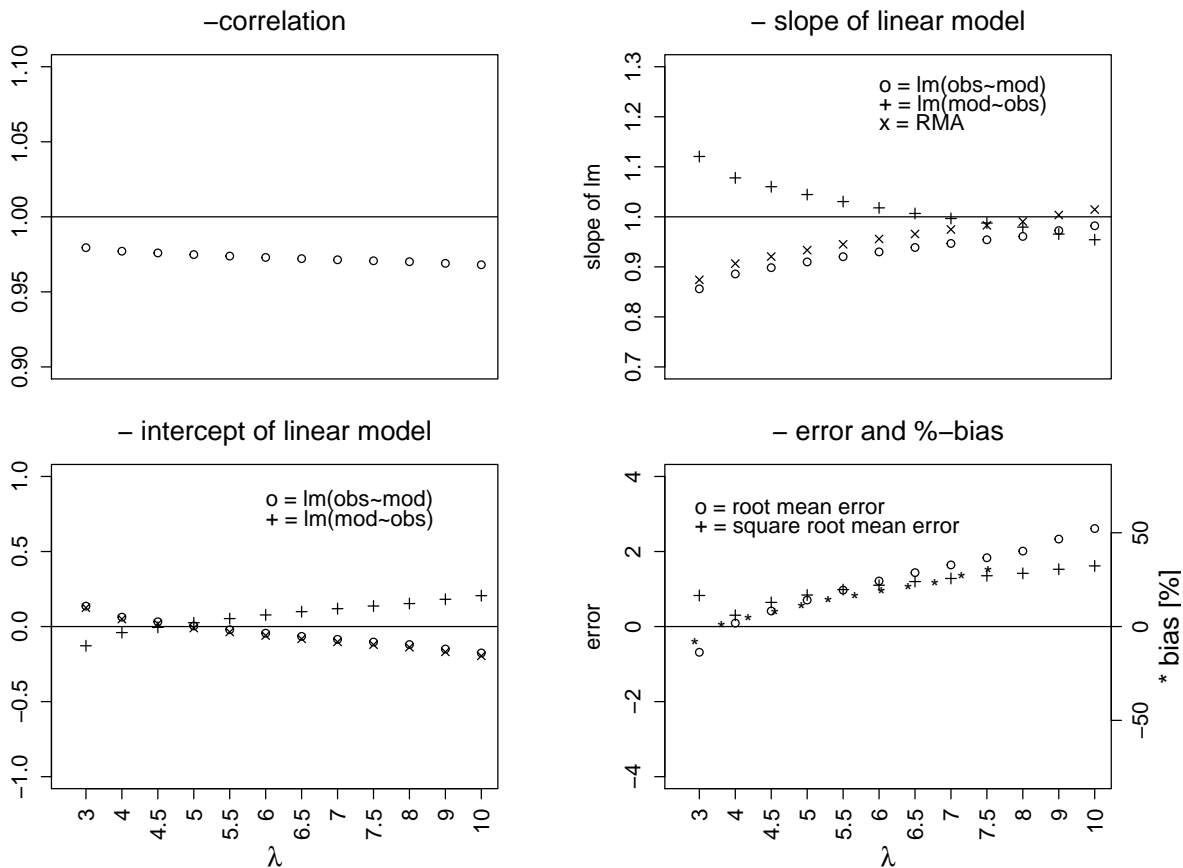 −correlation
1.10
1.05
1.00
0.95
0.90
− slope of linear model
slope of lm
1.3
1.2
1.1
1.0
0.9
0.8
0.7
o = lm(obs~mod)
+ = lm(mod~obs)
x = RMA
− intercept of linear model
1.0
0.5
0.0
−0.5
−1.0
o = lm(obs~mod)
+ = lm(mod~obs)
3 4 4.5 5 5.5 6 6.5 7 7.5 8 9 10
λ
− error and %−bias
error
4
2
0
−2
−4
o = root mean error
+ = square root mean error
50
0
−50
* bias [%]
3 4 4.5 5 5.5 6 6.5 7 7.5 8 9 10
λ